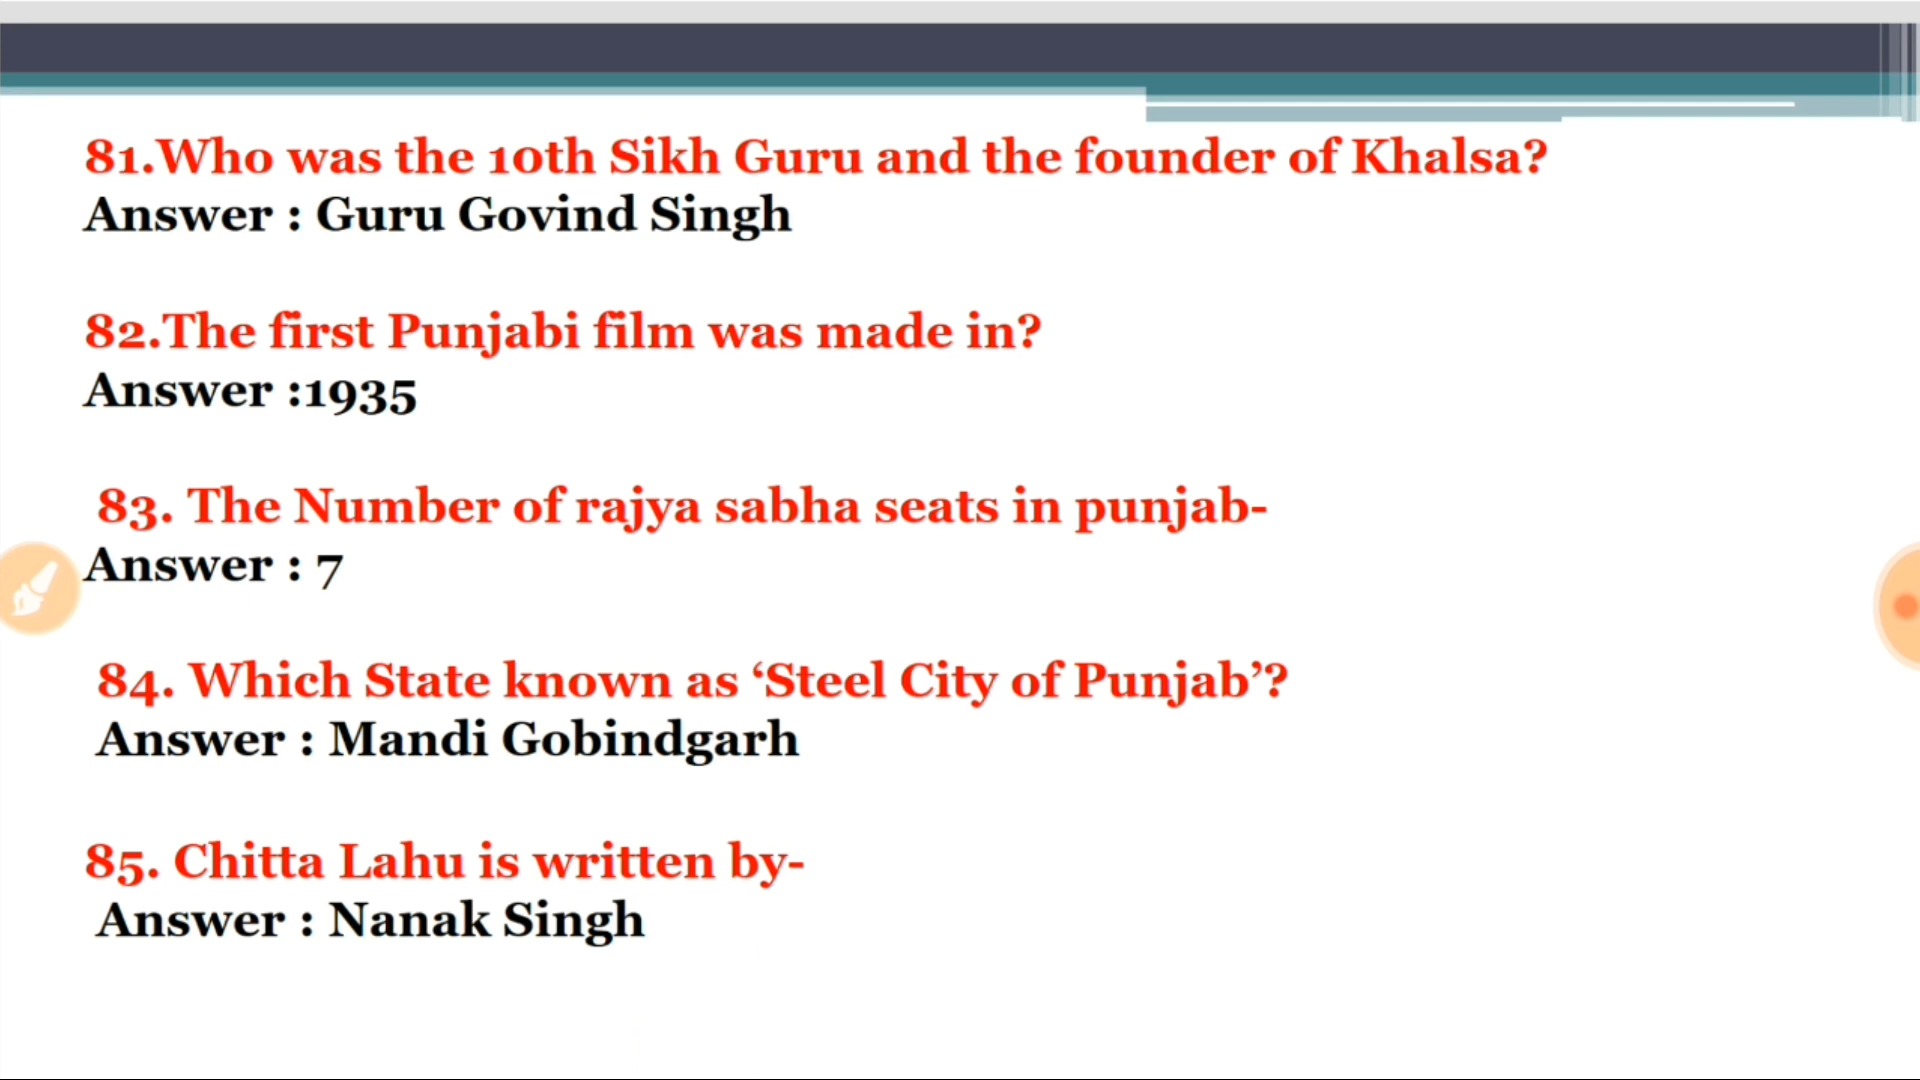 81.Who was the 10th Sikh Guru and the founder of Khalsa?
Answer : Guru Govind Singh
82.The first Punjabi film was made in?
Answer :1935
83. The Number of rajya sabha seats in punjab-
Answer : 7
84. Which State known as ‘Steel City of Punjab’?
Answer : Mandi Gobindgarh
85. Chitta Lahu is written by-
Answer : Nanak Singh